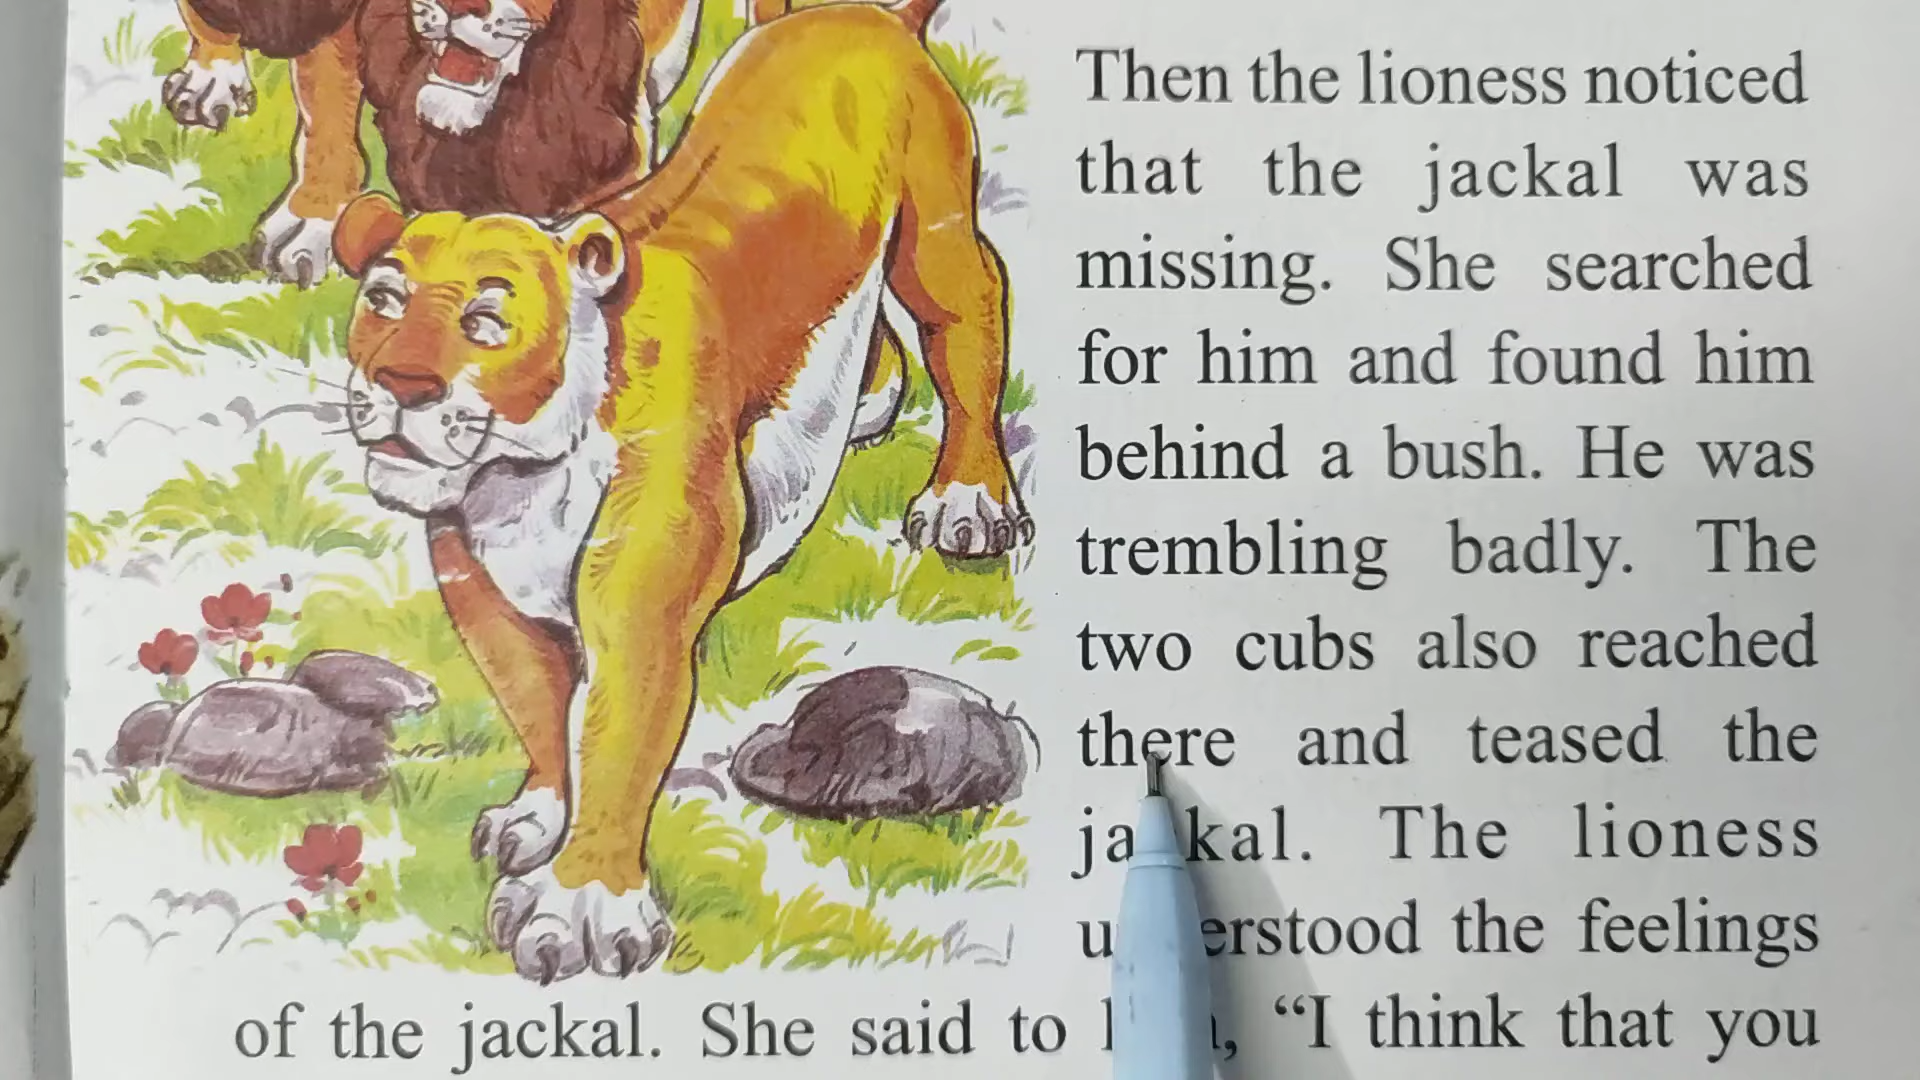 Then the lioness noticed
that the jackal was
missing. She searched
for him and found him
behind a bush. He was
trembling badly. The
two cubs also reached
there and teased the
jackal. The lioness
understood the feelings
of the jackal. She said to “I think that you